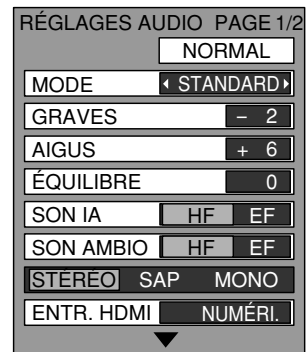 RÉGLAGES AUDIO PAGE 1/2
NORMAL
MODE STANDARD
GRAVES – 2
AIGUS + 6
ÉQUILIBRE 0
SON IA HF EF
SON AMBIO HF EF
STÉRÉO SAP MONO
ENTR. HDMI NUMÉRI.